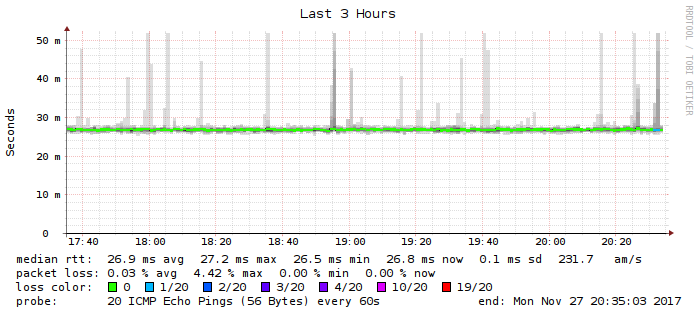 Last 3 Hours
RRDTOOL / TOBI OETIKER
Seconds
50 m
40 m
30 m
20 m
10 m
0
17:40 18:00 18:20 18:40 19:00 19:20 19:40 20:00 20:20
median rtt: 26.9 ms avg 27.2 ms max 26.5 ms min 26.8 ms now 0.1 ms sd 231.7 am/s
packet loss: 0.03 % avg 4.42 % max 0.00 % min 0.00 % now
loss color: 0 1/20 2/20 3/20 4/20 10/20 19/20
probe: 20 ICMP Echo Pings (56 Bytes) every 60s end: Mon Nov 27 20:35:03 2017